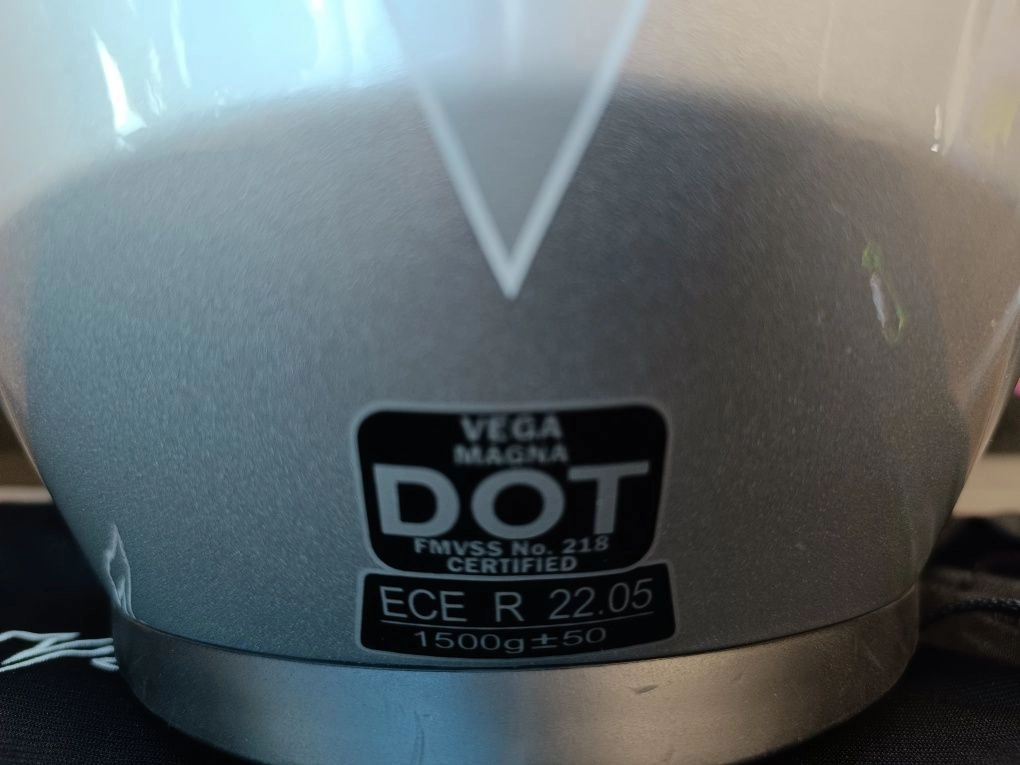 VEGA
MAGNA
DOT
FMVSS No. 218
CERTIFIED
ECE R 22.05
1500g±50